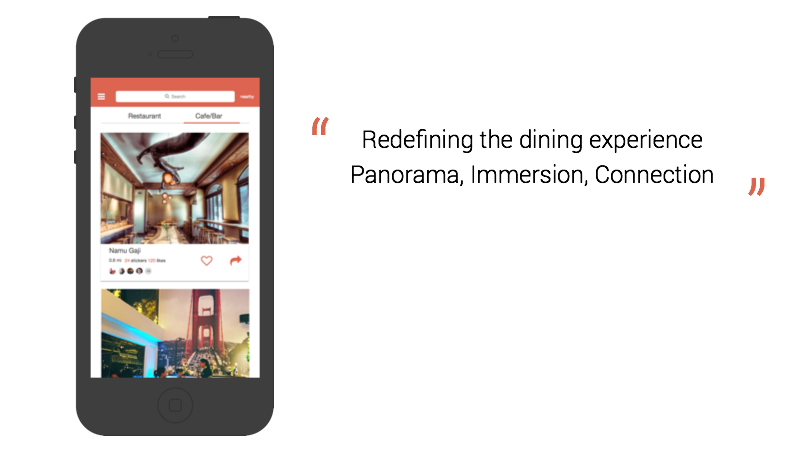 Search
nearby
Restaurant Cafe/Bar
Namu Gaji
0.8 mi 24 stickers 120 likes
“ Redefining the dining experience
Panorama, Immersion, Connection ”